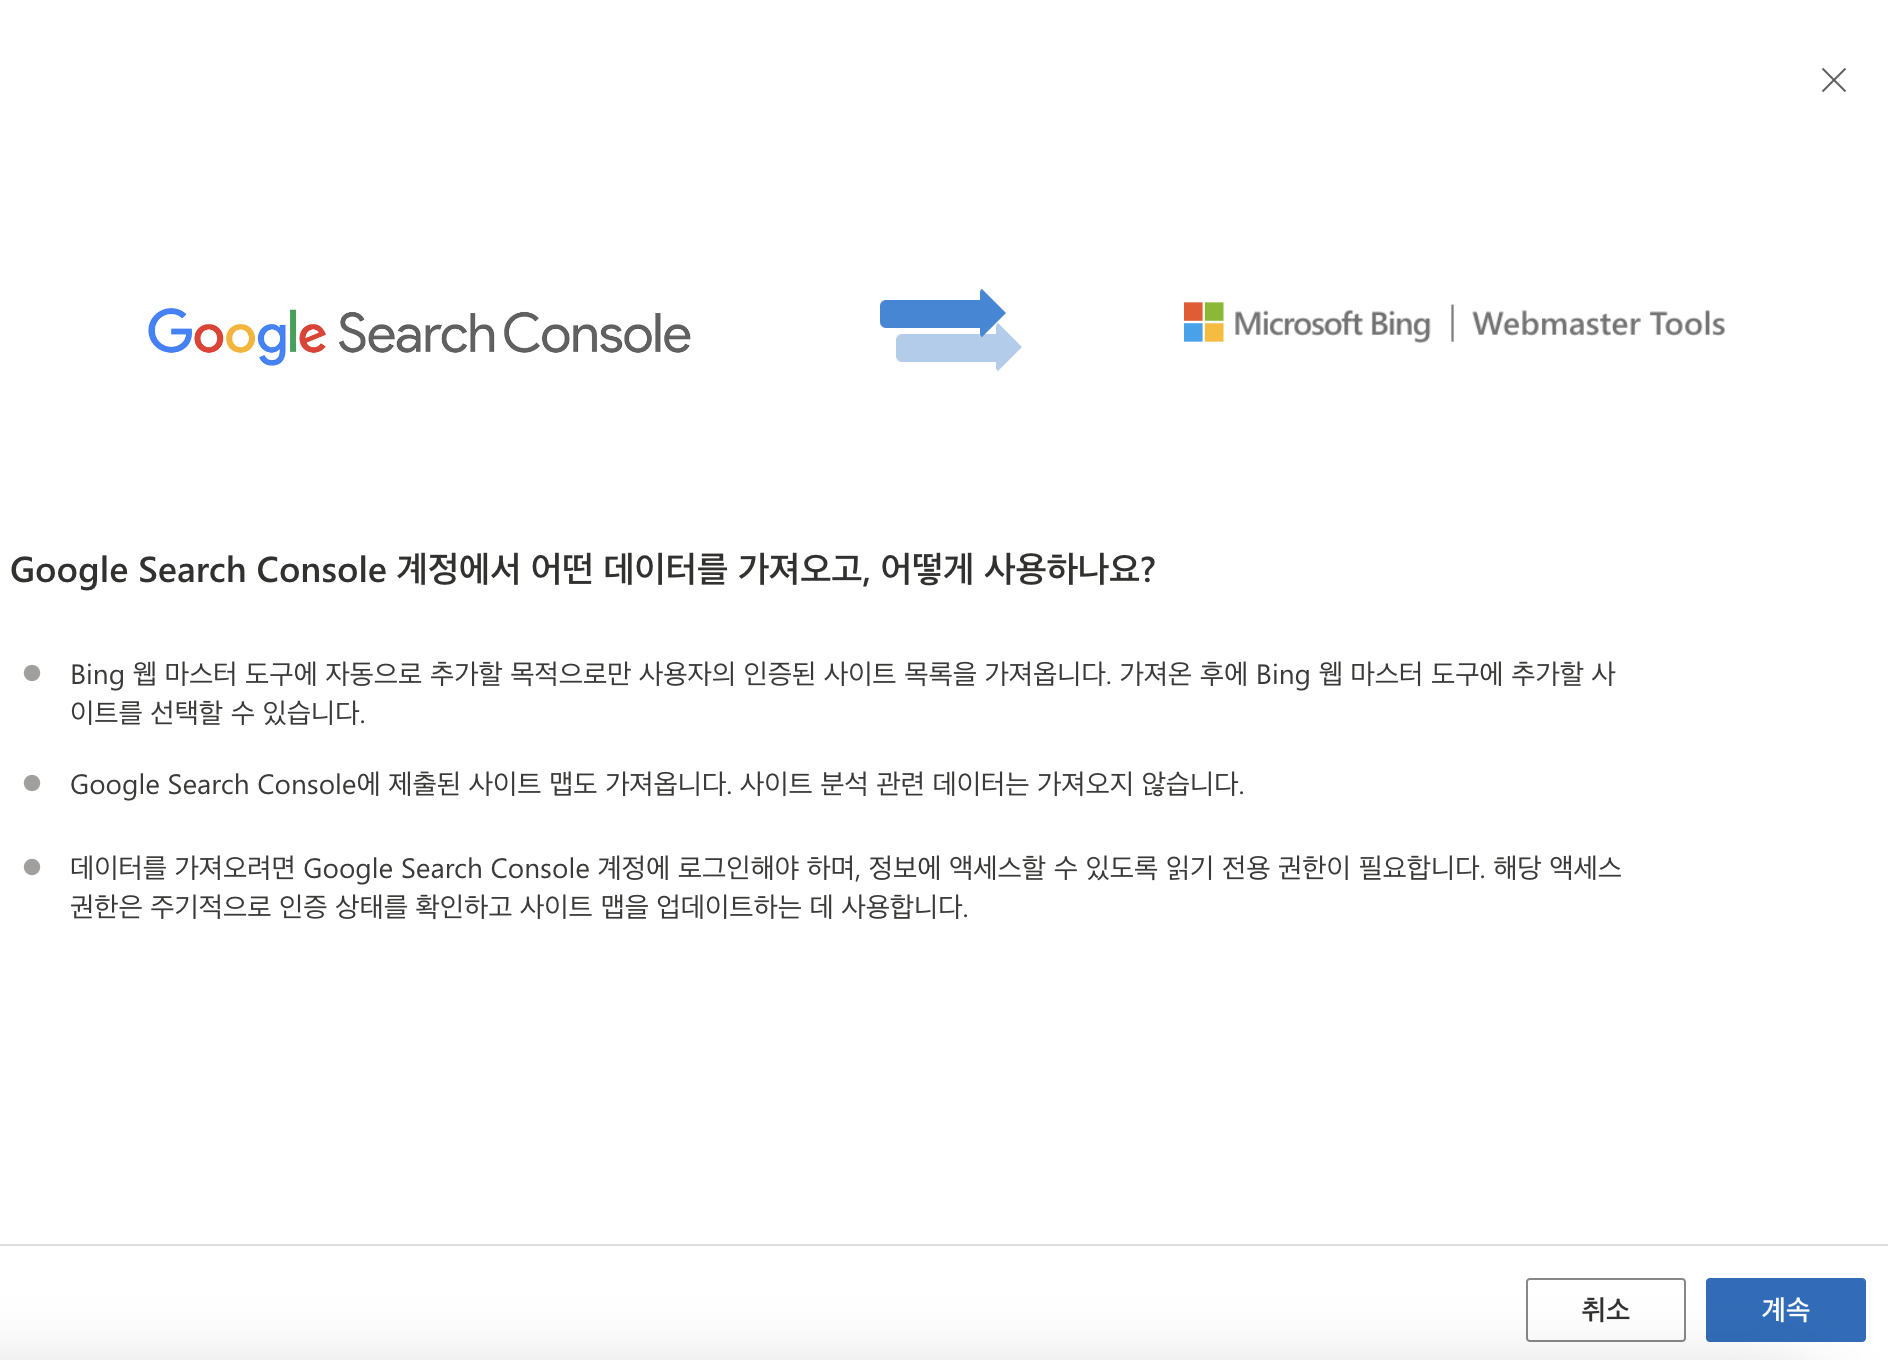 Google Search Console
Microsoft Bing | Webmaster Tools
Google Search Console 계정에서 어떤 데이터를 가져오고, 어떻게 사용하나요?
Bing 웹 마스터 도구에 자동으로 추가할 목적으로만 사용자의 인증된 사이트 목록을 가져옵니다. 가져온 후에 Bing 웹 마스터 도구에 추가할 사
이트를 선택할 수 있습니다.
Google Search Console에 제출된 사이트 맵도 가져옵니다. 사이트 분석 관련 데이터는 가져오지 않습니다.
데이터를 가져오려면 Google Search Console 계정에 로그인해야 하며, 정보에 액세스할 수 있도록 읽기 전용 권한이 필요합니다. 해당 액세스
권한은 주기적으로 인증 상태를 확인하고 사이트 맵을 업데이트하는 데 사용합니다.
취소
계속